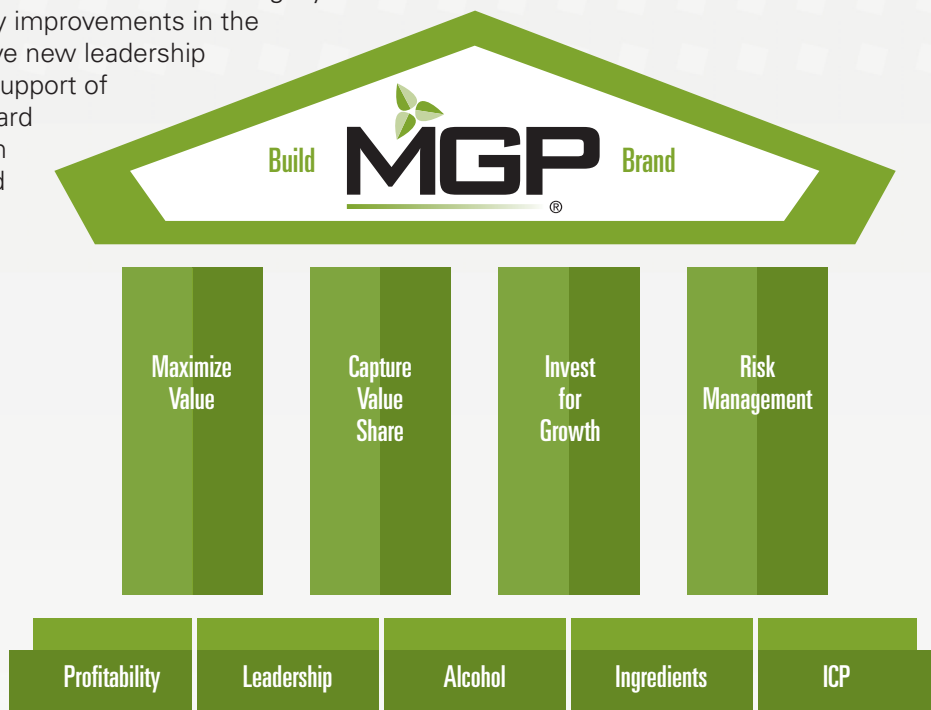 y improvements in the
ve new leadership
upport of
ard
n
d
Build MGP® Brand
Maximize
Value
Capture
Value
Share
Invest
for
Growth
Risk
Management
Profitability
Leadership
Alcohol
Ingredients
ICP